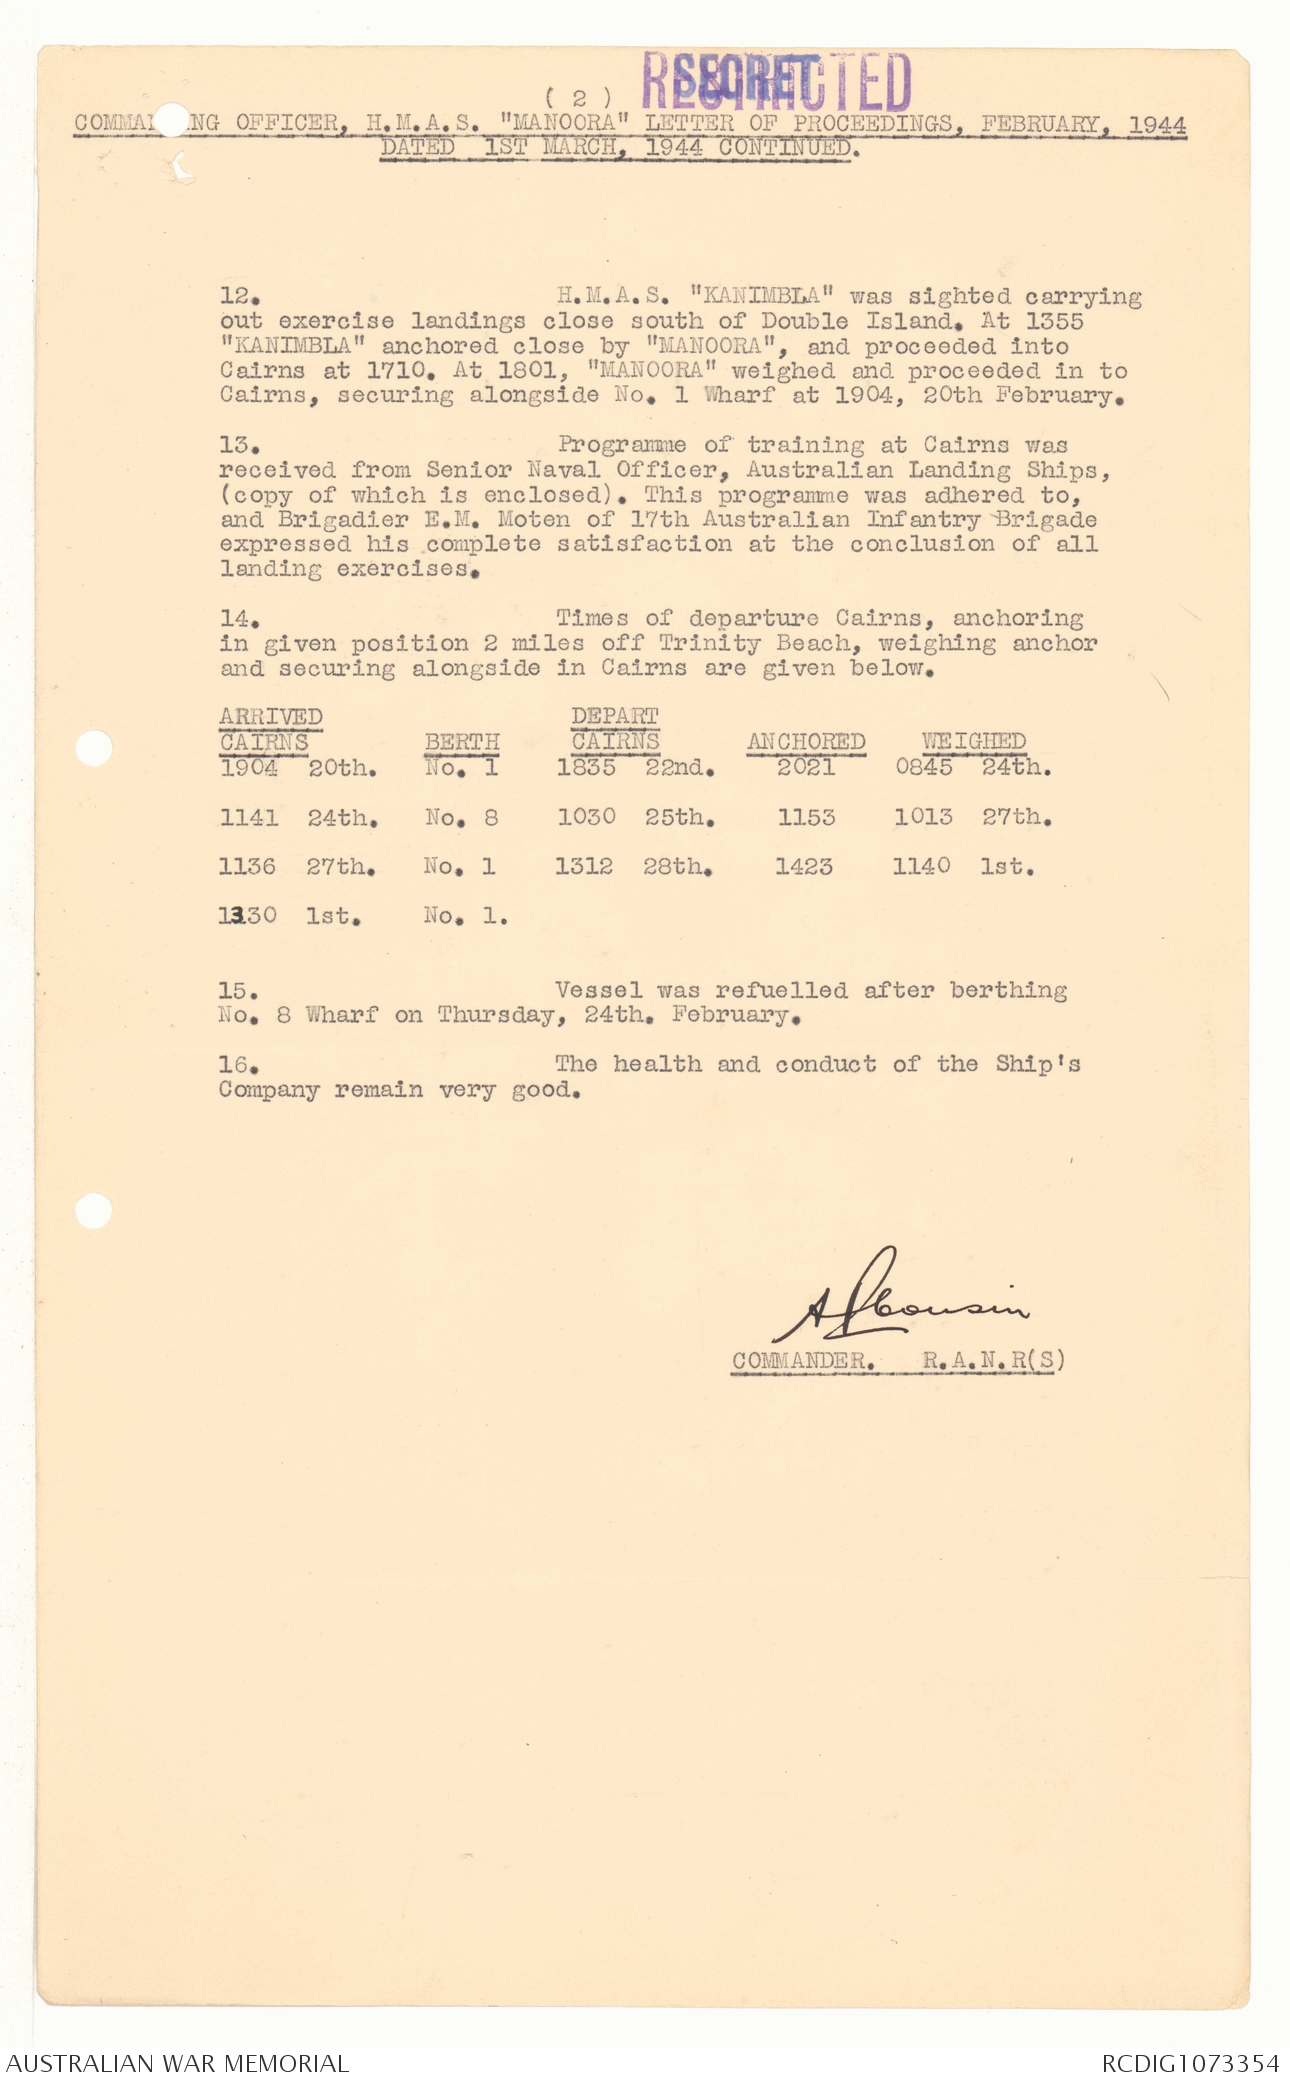 RESTRICTED
SECRET
( 2 )
COMMANDING OFFICER, H.M.A.S. "MANOORA" LETTER OF PROCEEDINGS, FEBRUARY, 1944
DATED 1ST MARCH, 1944 CONTINUED.
12. H.M.A.S. "KANIMBLA" was sighted carrying
out exercise landings close south of Double Island. At 1355
"KANIMBLA" anchored close by "MANOORA", and proceeded into
Cairns at 1710. At 1801, "MANOORA" weighed and proceeded in to
Cairns, securing alongside No. 1 Wharf at 1904, 20th February.
13. Programme of training at Cairns was
received from Senior Naval Officer, Australian Landing Ships,
(copy of which is enclosed). This programme was adhered to,
and Brigadier E.M. Moten of 17th Australian Infantry Brigade
expressed his complete satisfaction at the conclusion of all
landing exercises.
14. Times of departure Cairns, anchoring
in given position 2 miles off Trinity Beach, weighing anchor
and securing alongside in Cairns are given below.
ARRIVED DEPART
CAIRNS BERTH CAIRNS ANCHORED WEIGHED
1904 20th. No. 1 1835 22nd. 2021 0845 24th.
1141 24th. No. 8 1030 25th. 1153 1013 27th.
1136 27th. No. 1 1312 28th. 1423 1140 1st.
1330 1st. No. 1.
15. Vessel was refuelled after berthing
No. 8 Wharf on Thursday, 24th. February.
16. The health and conduct of the Ship's
Company remain very good.
A P Cousin
COMMANDER. R.A.N.R(S)
AUSTRALIAN WAR MEMORIAL RCDIG1073354